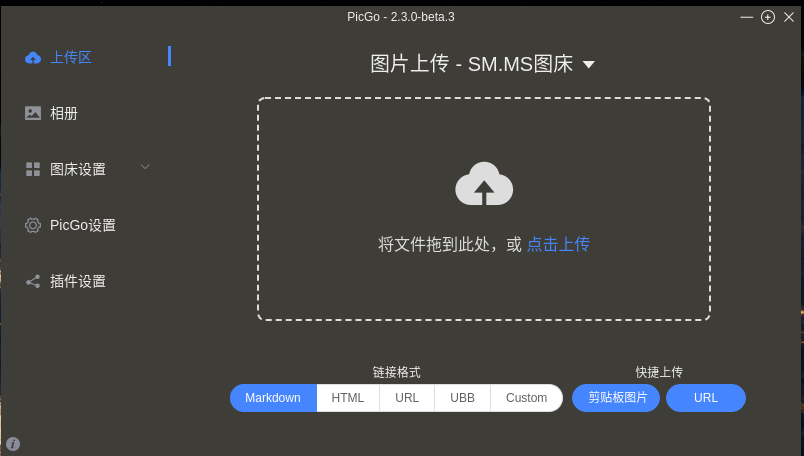 PicGo - 2.3.0-beta.3
上传区
相册
图床设置
PicGo设置
插件设置
图片上传 - SM.MS图床
将文件拖到此处，或 点击上传
链接格式
快捷上传
Markdown HTML URL UBB Custom
剪贴板图片 URL